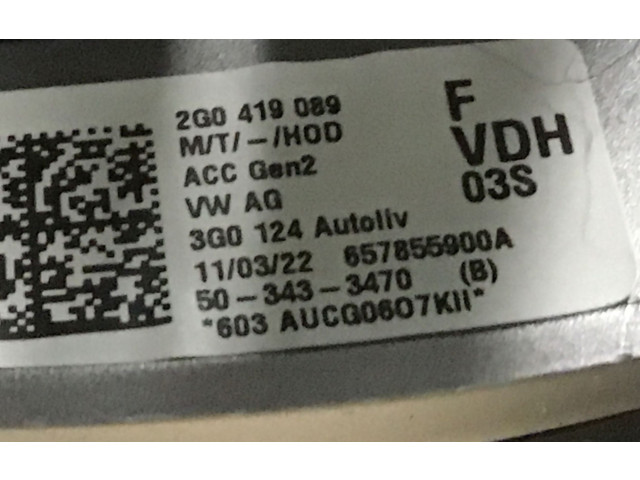 2G0 419 089
M/T/-/HOD
ACC Gen2
VW AG
3G0 124 Autoliv
11/03/22 657855900A
50-343-3470 (B)
*603 AUCG06O7KII*
F
VDH
03S